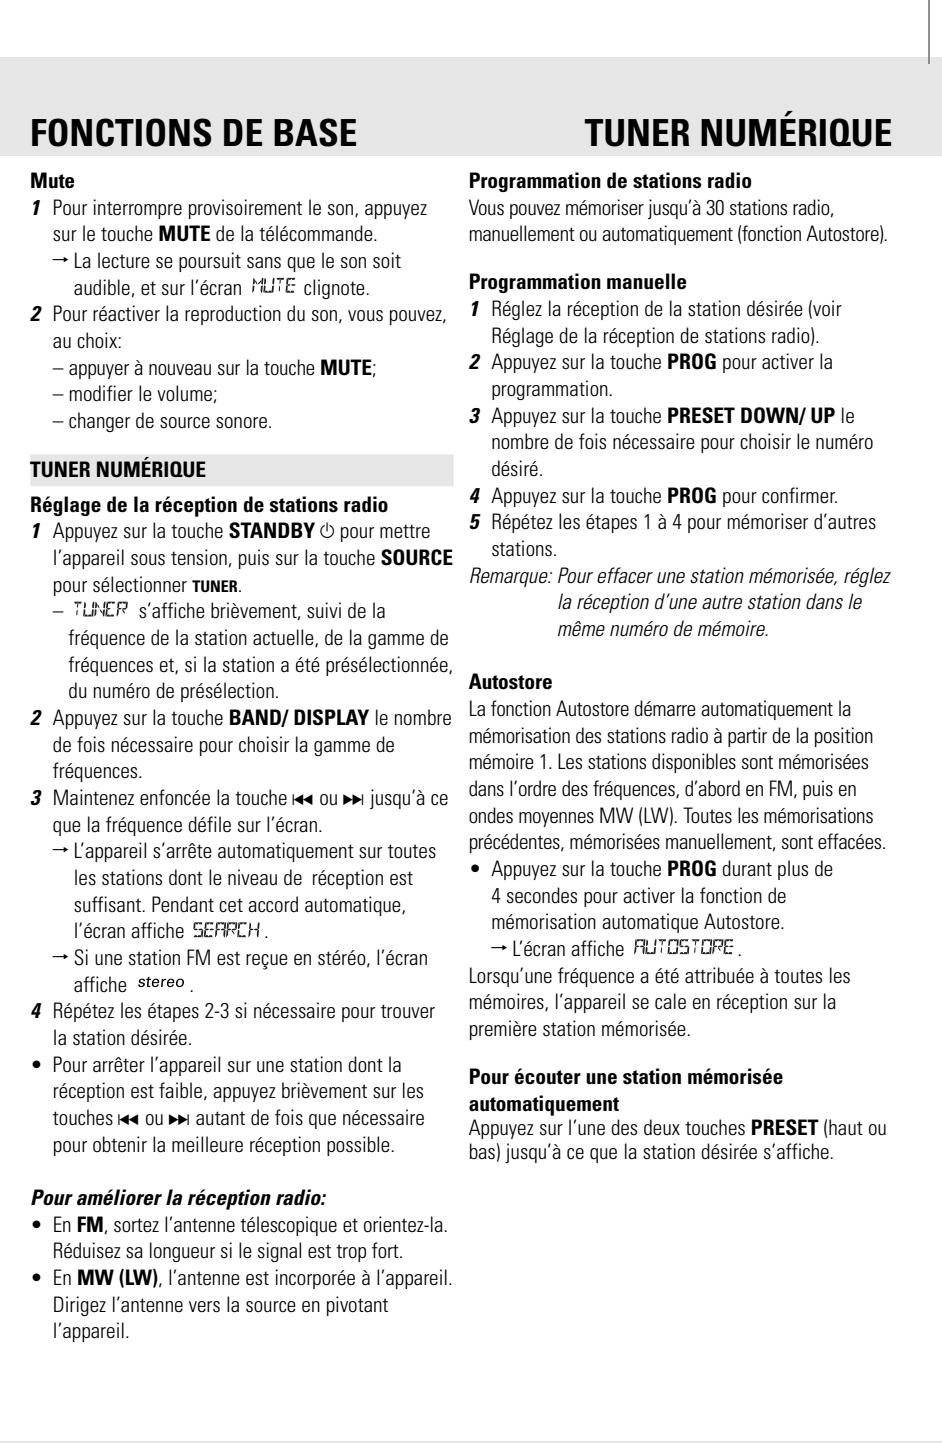 FONCTIONS DE BASE
TUNER NUMÉRIQUE
Mute
1 Pour interrompre provisoirement le son, appuyez
sur le touche MUTE de la télécommande.
→ La lecture se poursuit sans que le son soit
audible, et sur l'écran MUTE clignote.
2 Pour réactiver la reproduction du son, vous pouvez,
au choix:
– appuyer à nouveau sur la touche MUTE;
– modifier le volume;
– changer de source sonore.
TUNER NUMÉRIQUE
Réglage de la réception de stations radio
1 Appuyez sur la touche STANDBY ⏻ pour mettre
l'appareil sous tension, puis sur la touche SOURCE
pour sélectionner TUNER.
– TUNER s'affiche brièvement, suivi de la
fréquence de la station actuelle, de la gamme de
fréquences et, si la station a été présélectionnée,
du numéro de présélection.
2 Appuyez sur la touche BAND/ DISPLAY le nombre
de fois nécessaire pour choisir la gamme de
fréquences.
3 Maintenez enfoncée la touche ⏮ ou ⏭ jusqu'à ce
que la fréquence défile sur l'écran.
→ L'appareil s'arrête automatiquement sur toutes
les stations dont le niveau de réception est
suffisant. Pendant cet accord automatique,
l'écran affiche SEARCH.
→ Si une station FM est reçue en stéréo, l'écran
affiche stereo.
4 Répétez les étapes 2-3 si nécessaire pour trouver
la station désirée.
• Pour arrêter l'appareil sur une station dont la
réception est faible, appuyez brièvement sur les
touches ⏮ ou ⏭ autant de fois que nécessaire
pour obtenir la meilleure réception possible.
Pour améliorer la réception radio:
• En FM, sortez l'antenne télescopique et orientez-la.
Réduisez sa longueur si le signal est trop fort.
• En MW (LW), l'antenne est incorporée à l'appareil.
Dirigez l'antenne vers la source en pivotant
l'appareil.
Programmation de stations radio
Vous pouvez mémoriser jusqu'à 30 stations radio,
manuellement ou automatiquement (fonction Autostore).
Programmation manuelle
1 Réglez la réception de la station désirée (voir
Réglage de la réception de stations radio).
2 Appuyez sur la touche PROG pour activer la
programmation.
3 Appuyez sur la touche PRESET DOWN/ UP le
nombre de fois nécessaire pour choisir le numéro
désiré.
4 Appuyez sur la touche PROG pour confirmer.
5 Répétez les étapes 1 à 4 pour mémoriser d'autres
stations.
Remarque: Pour effacer une station mémorisée, réglez
la réception d'une autre station dans le
même numéro de mémoire.
Autostore
La fonction Autostore démarre automatiquement la
mémorisation des stations radio à partir de la position
mémoire 1. Les stations disponibles sont mémorisées
dans l'ordre des fréquences, d'abord en FM, puis en
ondes moyennes MW (LW). Toutes les mémorisations
précédentes, mémorisées manuellement, sont effacées.
• Appuyez sur la touche PROG durant plus de
4 secondes pour activer la fonction de
mémorisation automatique Autostore.
→ L'écran affiche AUTOSTORE.
Lorsqu'une fréquence a été attribuée à toutes les
mémoires, l'appareil se cale en réception sur la
première station mémorisée.
Pour écouter une station mémorisée
automatiquement
Appuyez sur l'une des deux touches PRESET (haut ou
bas) jusqu'à ce que la station désirée s'affiche.